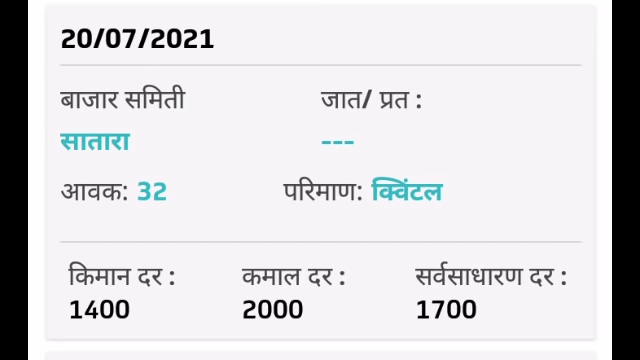 20/07/2021
बाजार समिती जात/ प्रत :
सातारा ---
आवक: 32 परिमाण: क्विंटल
किमान दर : कमाल दर : सर्वसाधारण दर :
1400 2000 1700